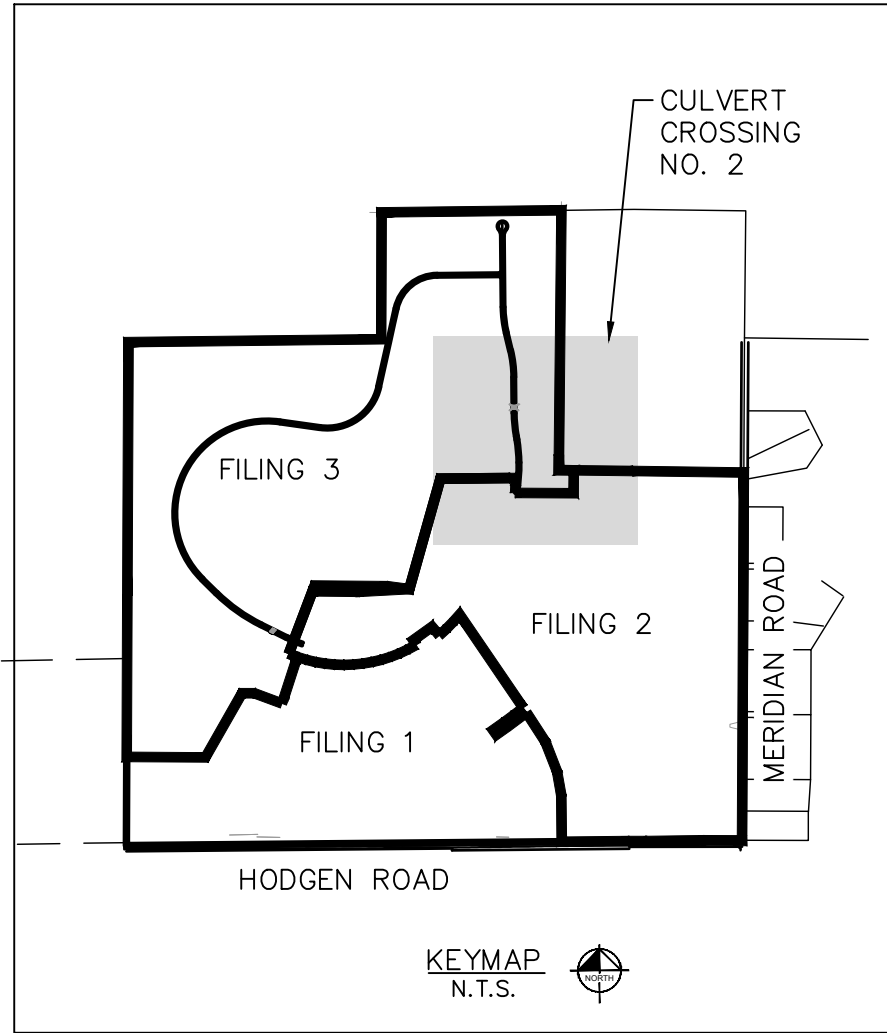 CULVERT
CROSSING
NO. 2
FILING 3
FILING 2
MERIDIAN ROAD
FILING 1
HODGEN ROAD
KEYMAP
N.T.S.
NORTH